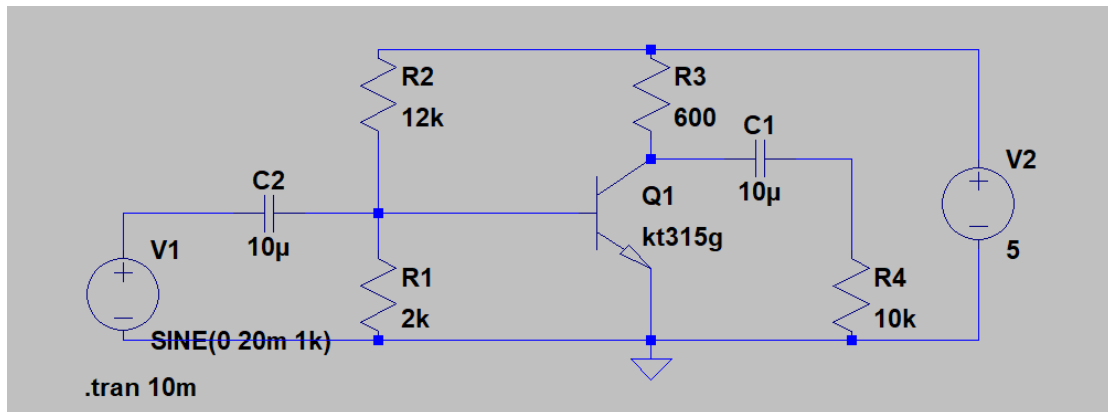 R2
12k
R3
600
C1
10µ
V2
5
C2
10µ
Q1
kt315g
V1
SINE(0 20m 1k)
R1
2k
R4
10k
.tran 10m